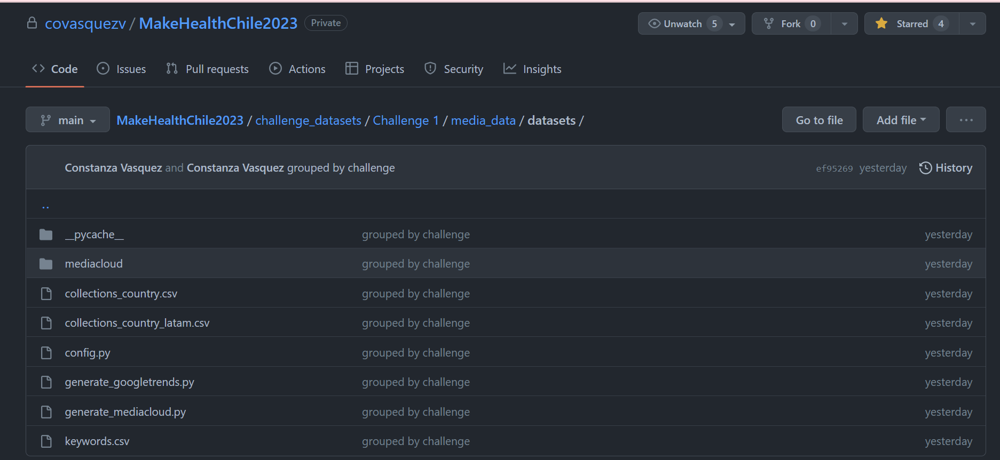 covasquezv / MakeHealthChile2023 Private Unwatch 5 Fork 0 Starred 4
Code Issues Pull requests Actions Projects Security Insights
main MakeHealthChile2023 / challenge_datasets / Challenge 1 / media_data / datasets / Go to file Add file ...
Constanza Vasquez and Constanza Vasquez grouped by challenge ef95269 yesterday History
..
__pycache__ grouped by challenge yesterday
mediacloud grouped by challenge yesterday
collections_country.csv grouped by challenge yesterday
collections_country_latam.csv grouped by challenge yesterday
config.py grouped by challenge yesterday
generate_googletrends.py grouped by challenge yesterday
generate_mediacloud.py grouped by challenge yesterday
keywords.csv grouped by challenge yesterday